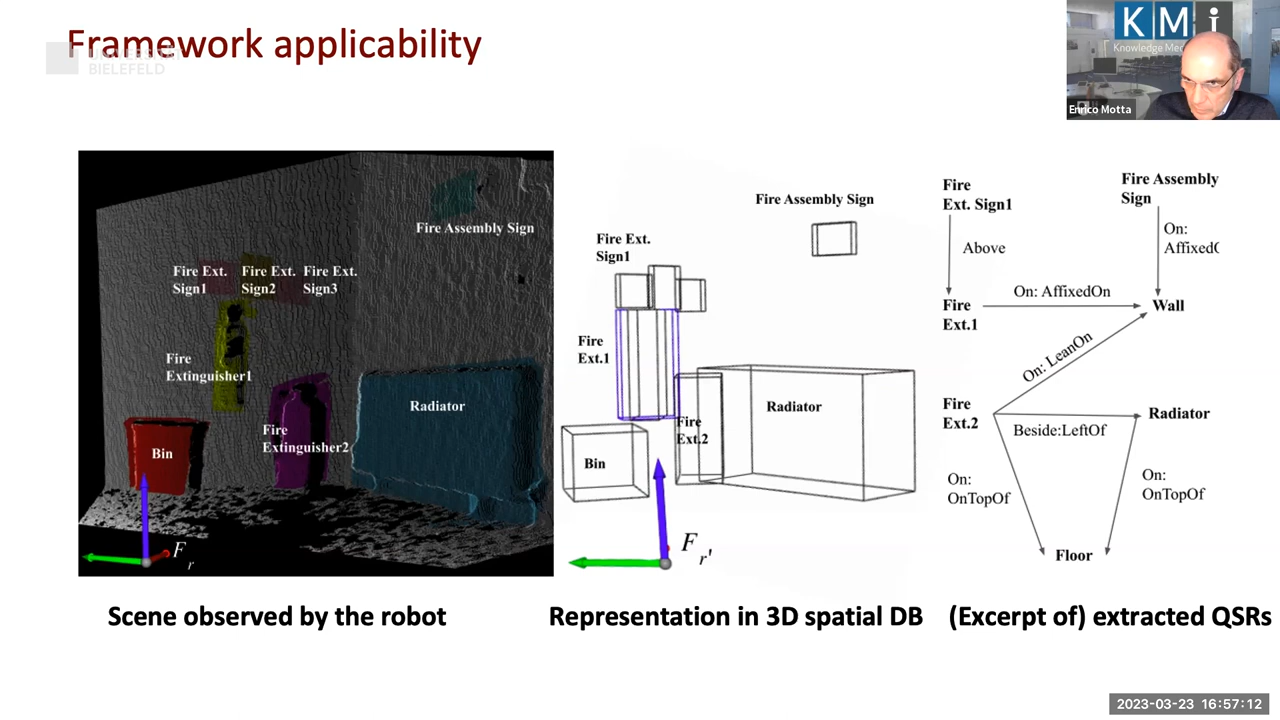 Framework applicability
UNIVERSITÄT
BIELEFELD
KMi
Knowledge Med
Enrico Motta
Fire Assembly Sign
Fire Ext.
Sign1
Fire Ext.
Sign2
Fire Ext.
Sign3
Fire
Extinguisher1
Radiator
Fire
Extinguisher2
Bin
F r
Fire Assembly Sign
Fire Ext.
Sign1
Fire
Ext.1
Radiator
Fire
Ext.2
Bin
F r'
Fire
Ext. Sign1
Fire Assembly
Sign
Above
On:
Affixed
Fire
Ext.1
On: AffixedOn
Wall
On: LeanOn
Fire
Ext.2
Radiator
Beside:LeftOf
On:
OnTopOf
On:
OnTopOf
Floor
Scene observed by the robot
Representation in 3D spatial DB
(Excerpt of) extracted QSRs
2023-03-23 16:57:12